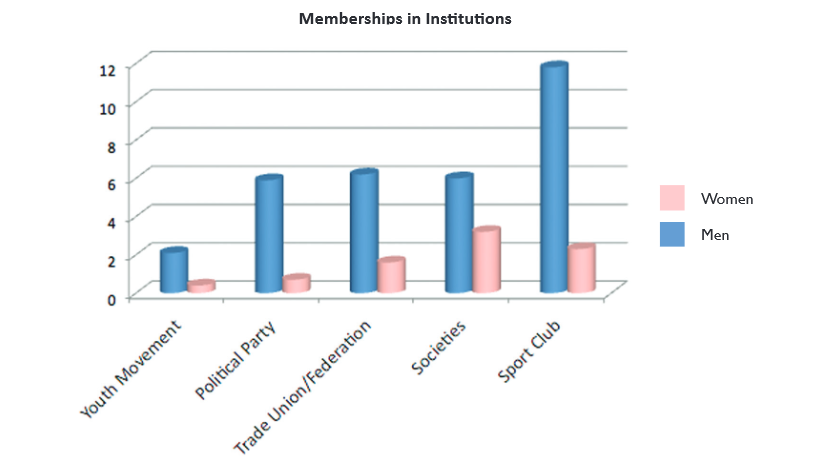 Memberships in Institutions
12
10
8
6
4
2
0
Youth Movement
Political Party
Trade Union/Federation
Societies
Sport Club
Women
Men